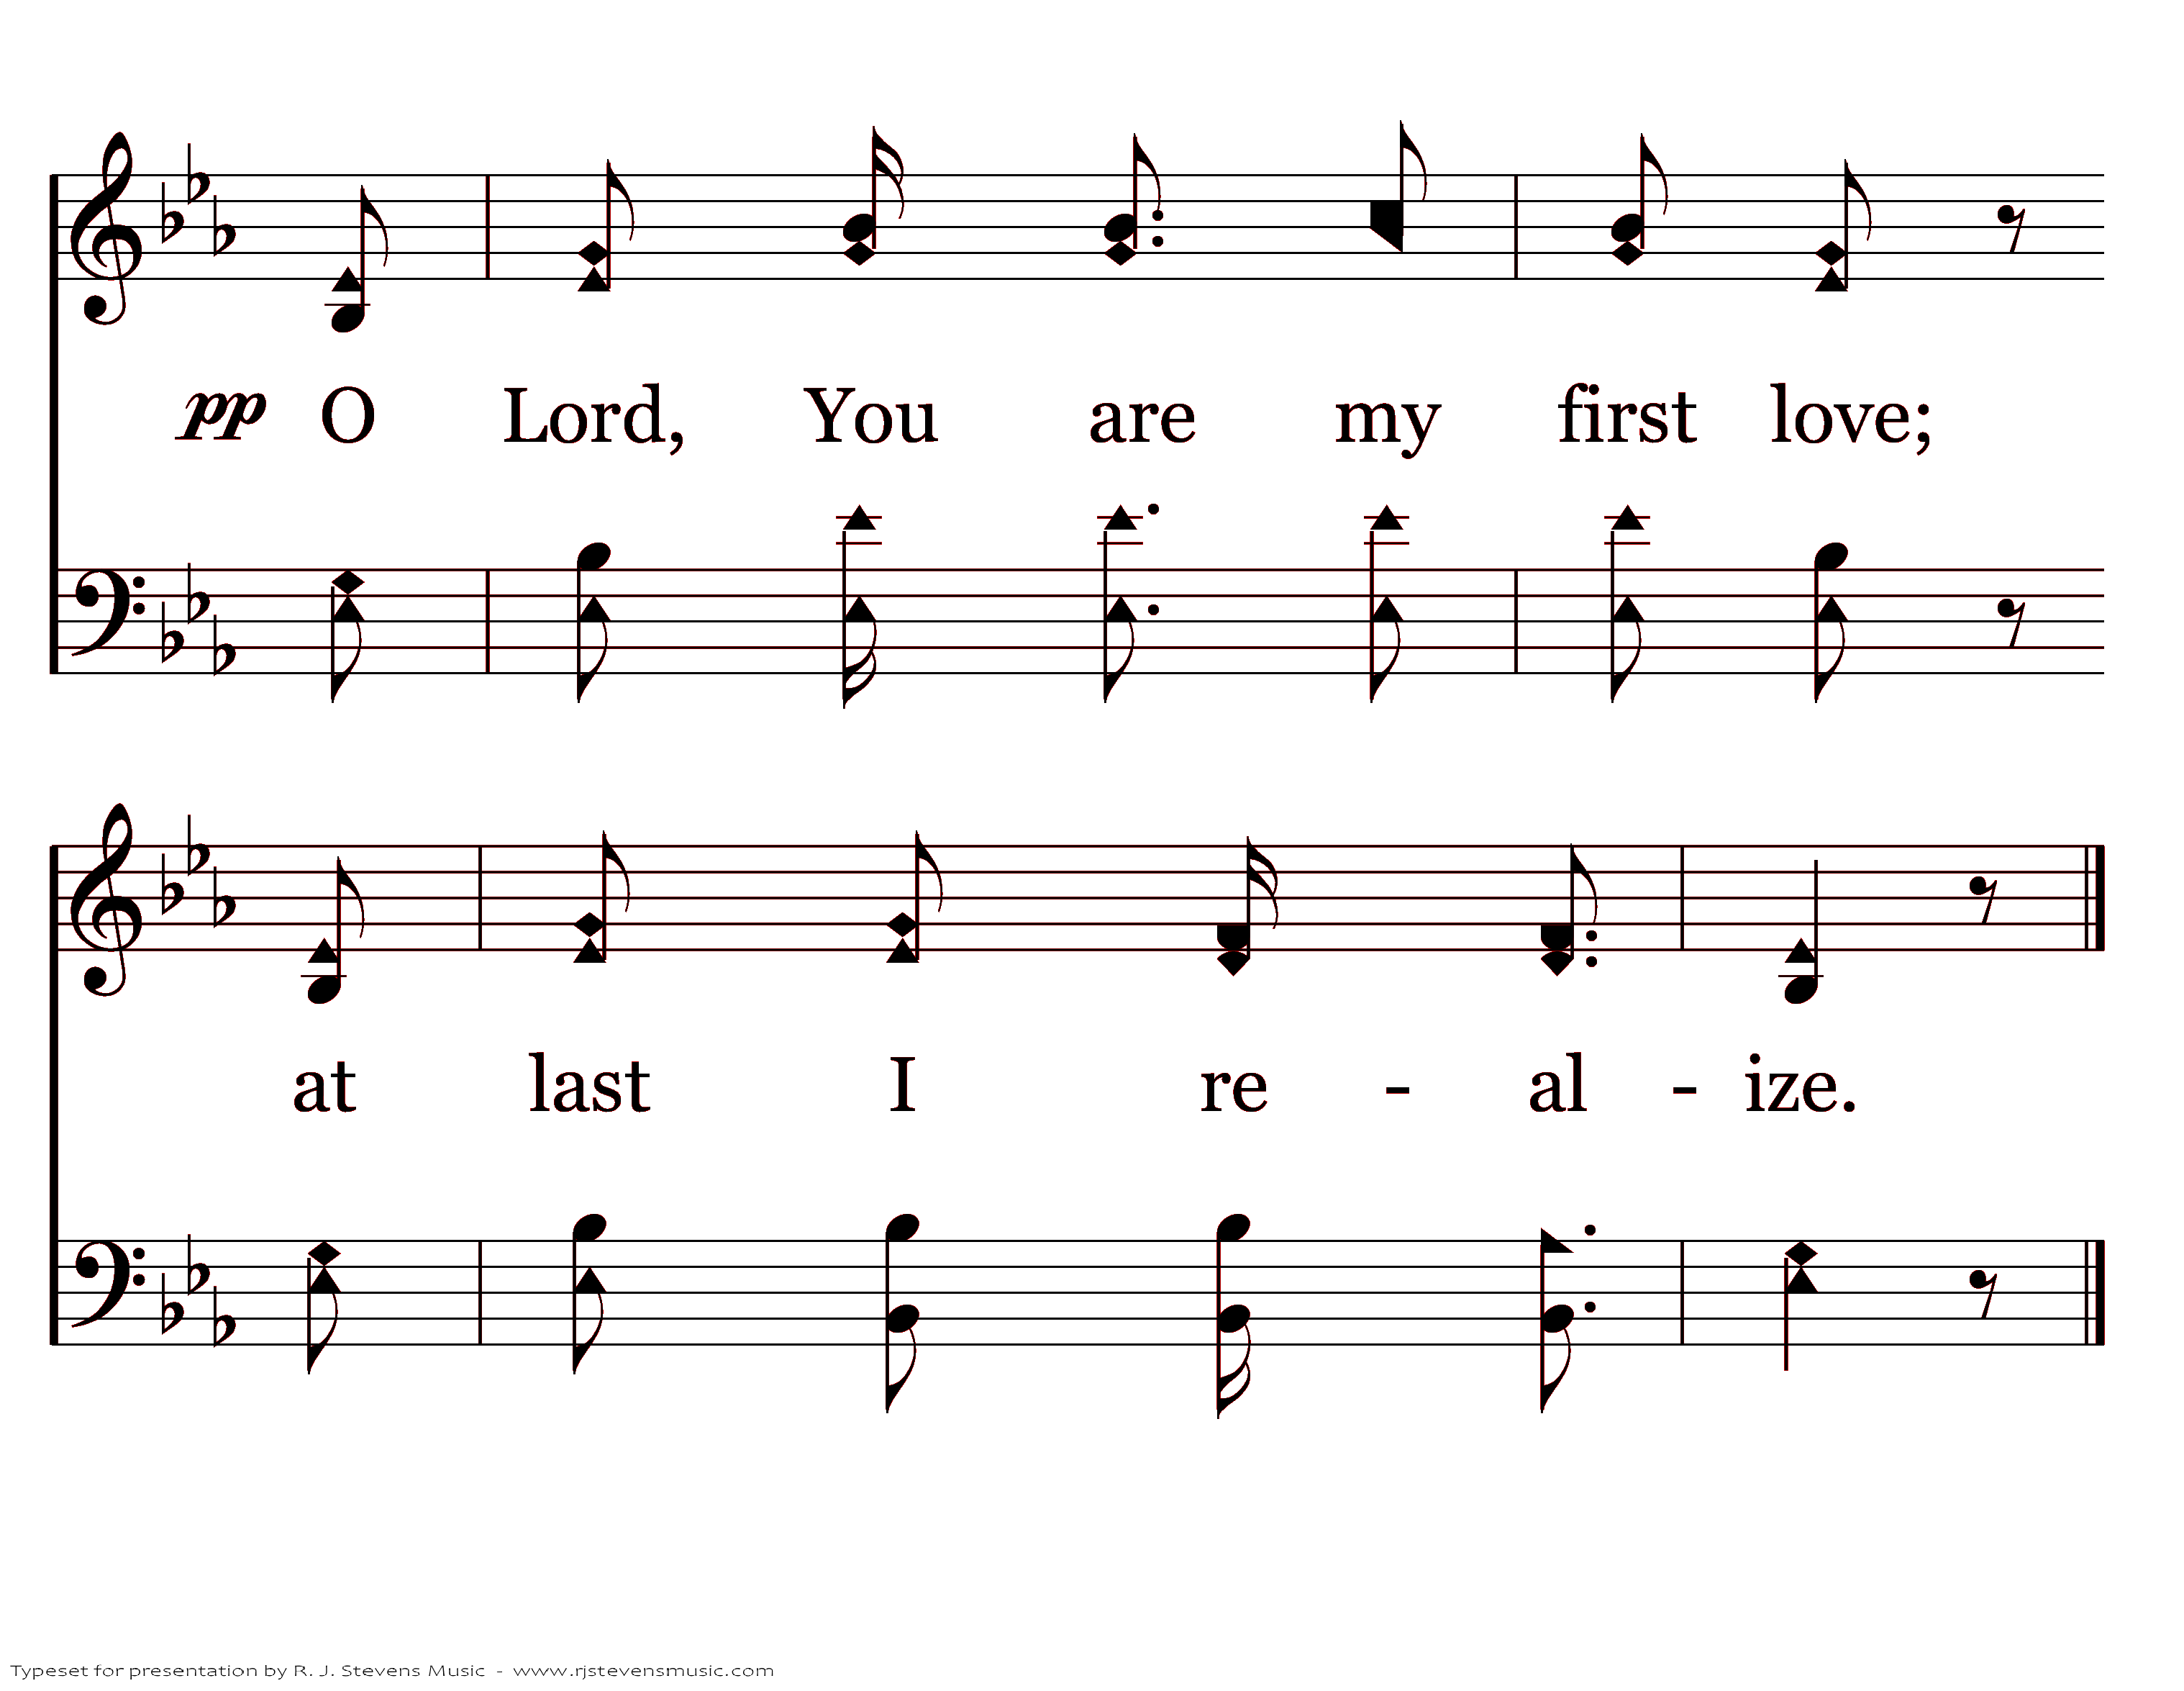 pp O Lord, You are my first love;
at last I re - al - ize.
Typeset for presentation by R. J. Stevens Music - www.rjstevensmusic.com